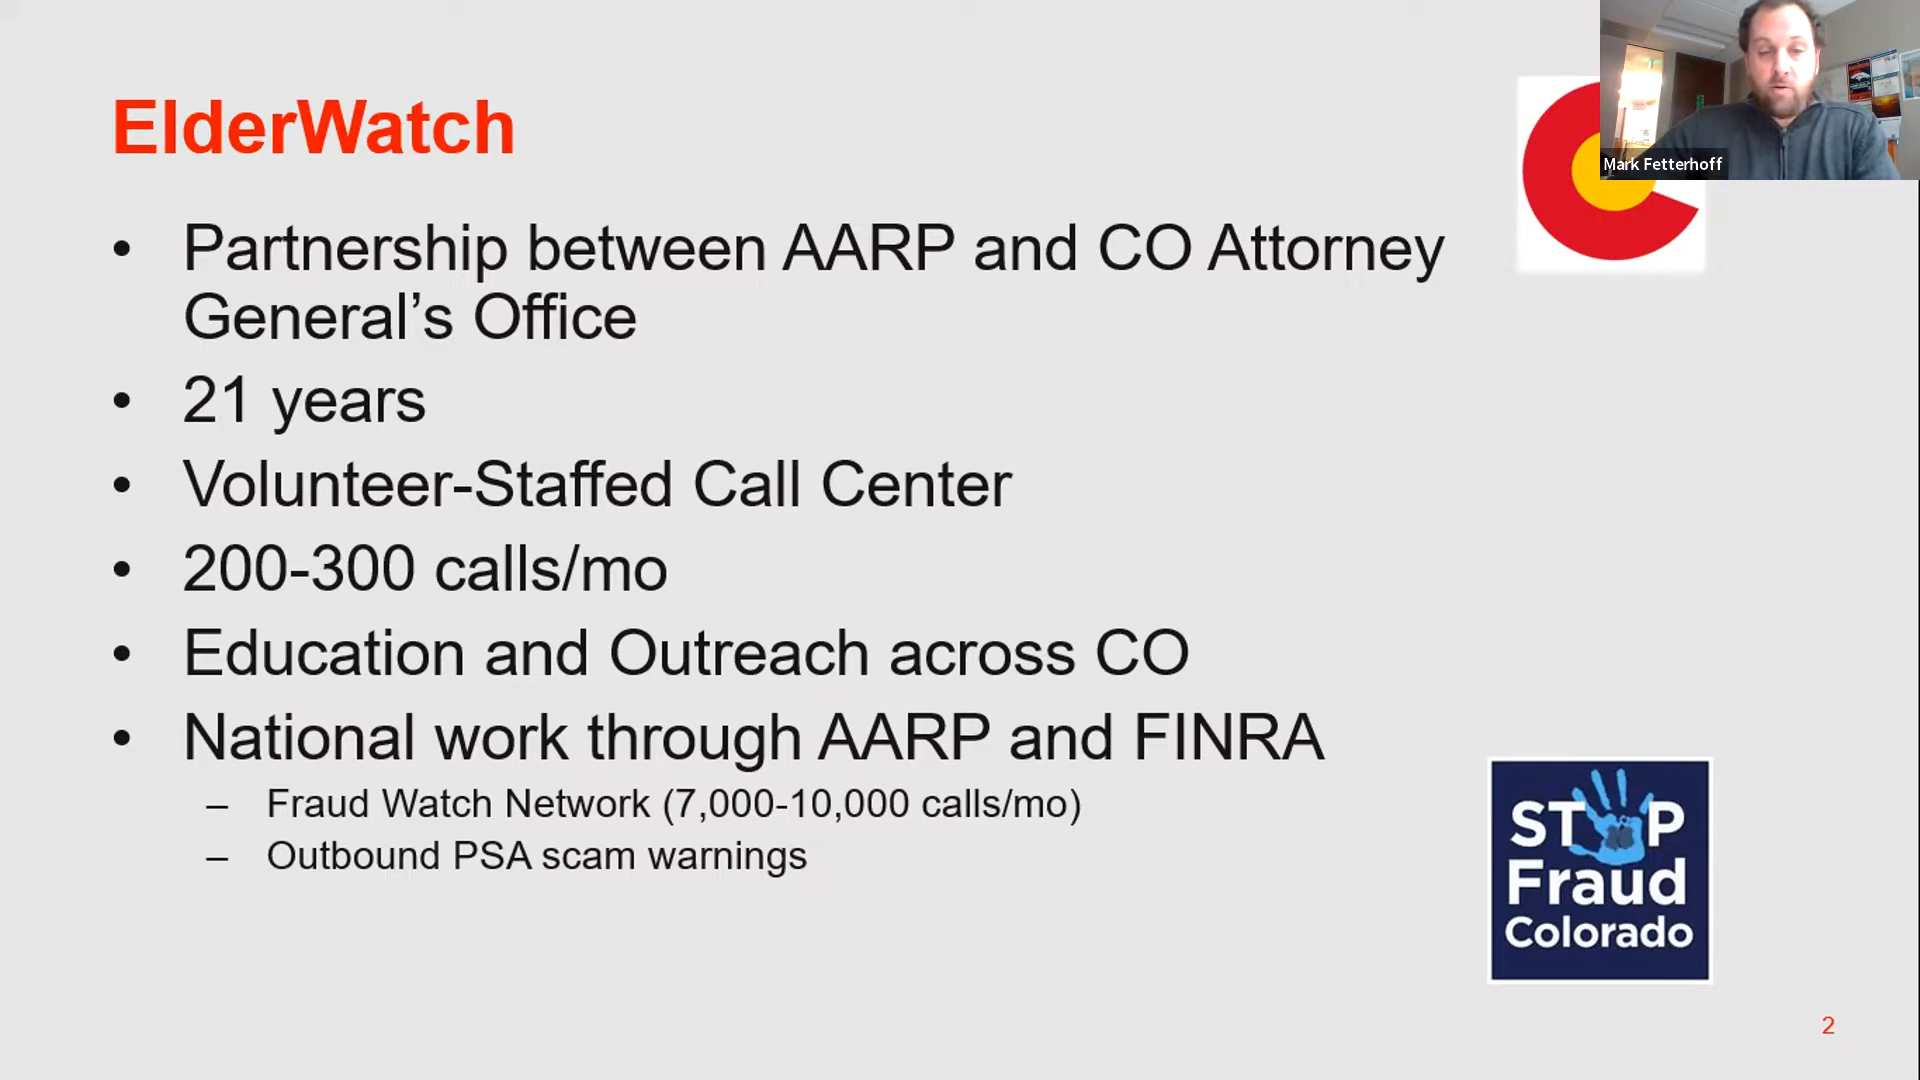 Mark Fetterhoff
ElderWatch
• Partnership between AARP and CO Attorney
General’s Office
• 21 years
• Volunteer-Staffed Call Center
• 200-300 calls/mo
• Education and Outreach across CO
• National work through AARP and FINRA
– Fraud Watch Network (7,000-10,000 calls/mo)
– Outbound PSA scam warnings
STOP
Fraud
Colorado
2